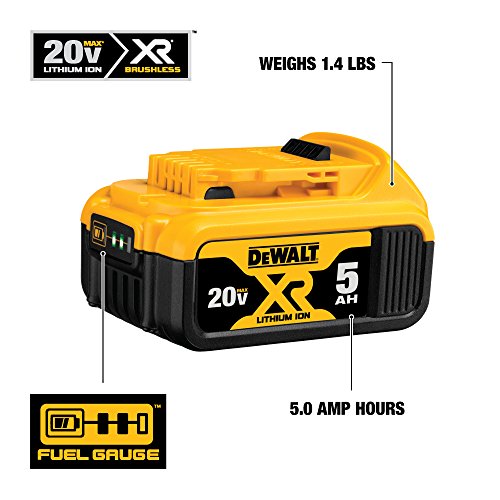 20V MAX* XR
LITHIUM ION BRUSHLESS
WEIGHS 1.4 LBS
DEWALT
20V MAX XR 5 AH
LITHIUM ION
5.0 AMP HOURS
FUEL GAUGE™